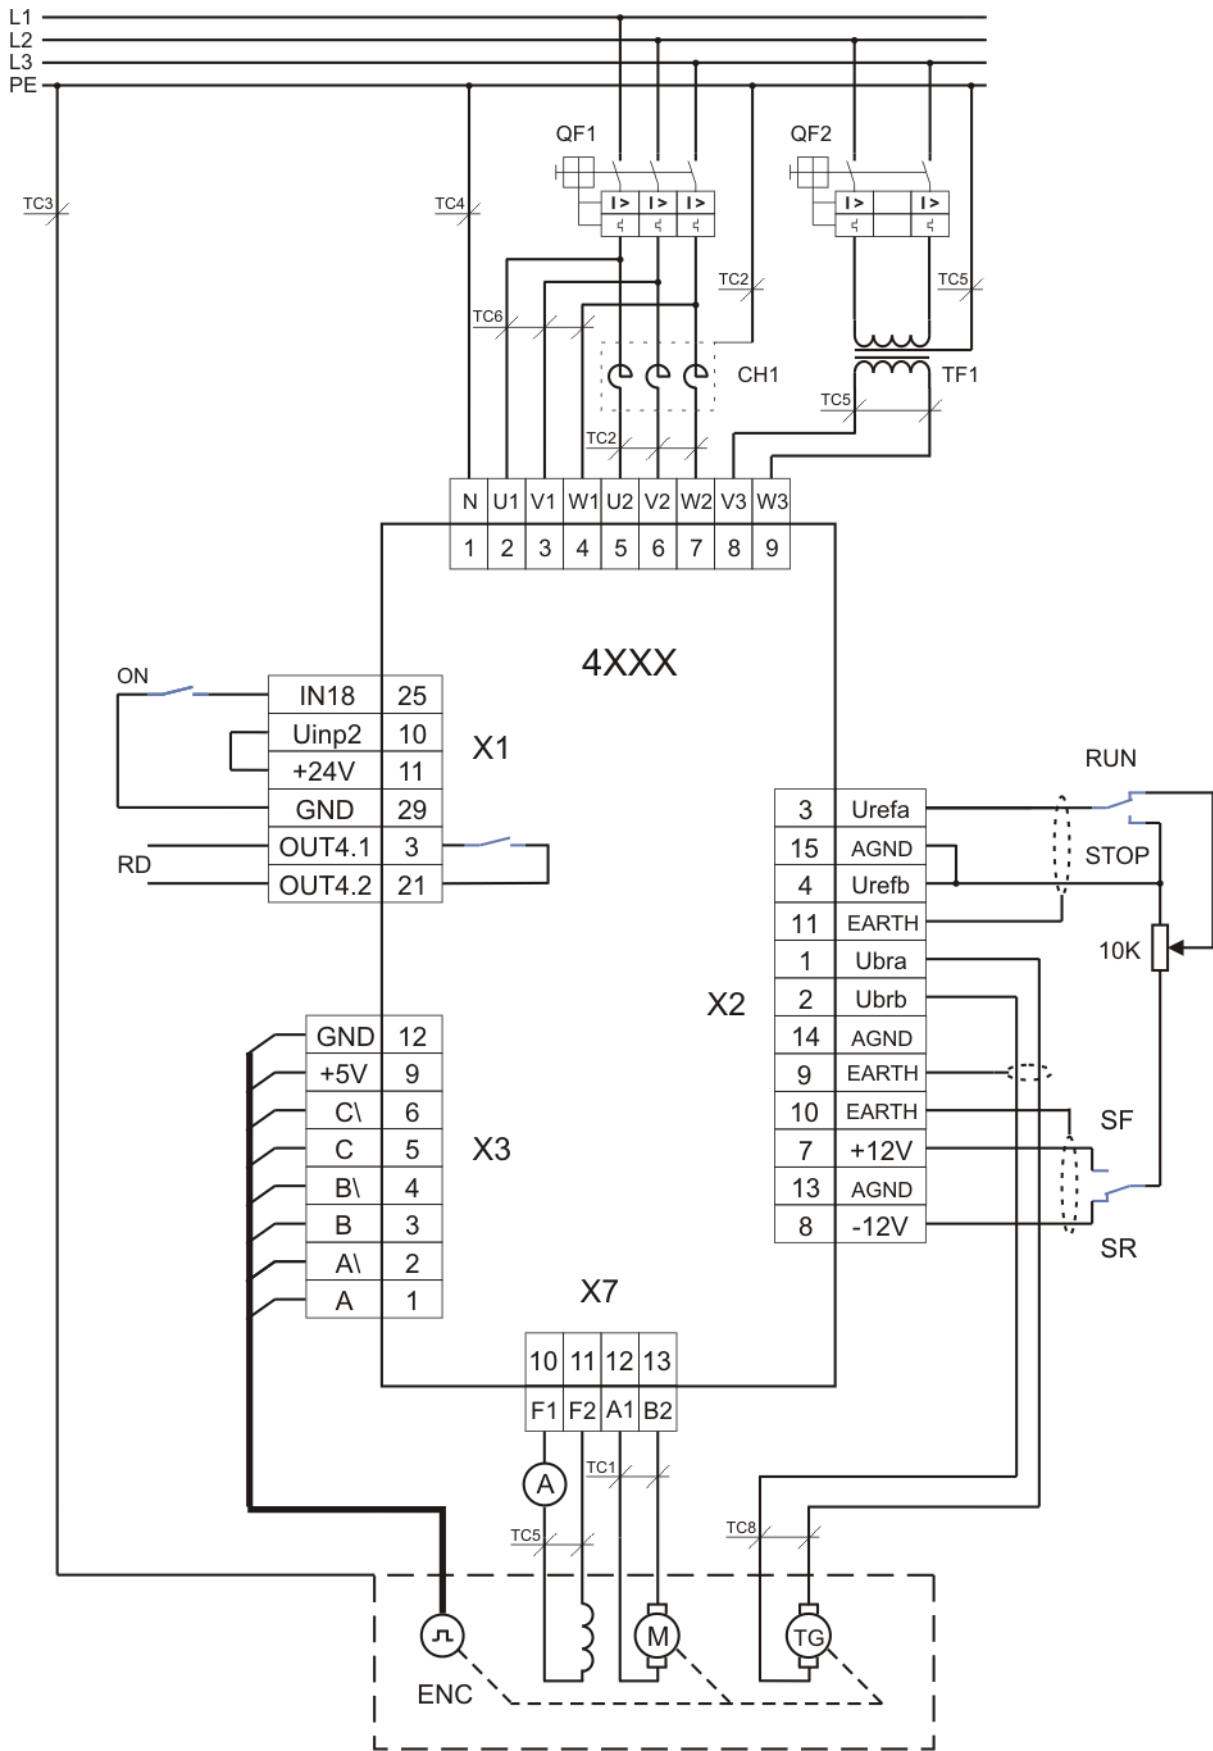 L1
L2
L3
PE
QF1
QF2
I >
I >
I >
I >
I >
TC3
TC4
TC2
TC5
TC6
CH1
TF1
TC5
TC2
N U1 V1 W1 U2 V2 W2 V3 W3
1 2 3 4 5 6 7 8 9
4XXX
ON
IN18 25
Uinp2 10
+24V 11
GND 29
OUT4.1 3
OUT4.2 21
RD
X1
RUN
STOP
3 Urefa
15 AGND
4 Urefb
11 EARTH
1 Ubra
2 Ubrb
14 AGND
9 EARTH
10 EARTH
7 +12V
13 AGND
8 -12V
10K
X2
SF
SR
GND 12
+5V 9
C\ 6
C 5
B\ 4
B 3
A\ 2
A 1
X3
X7
10 11 12 13
F1 F2 A1 B2
A
TC1
TC5
TC8
M
TG
ENC